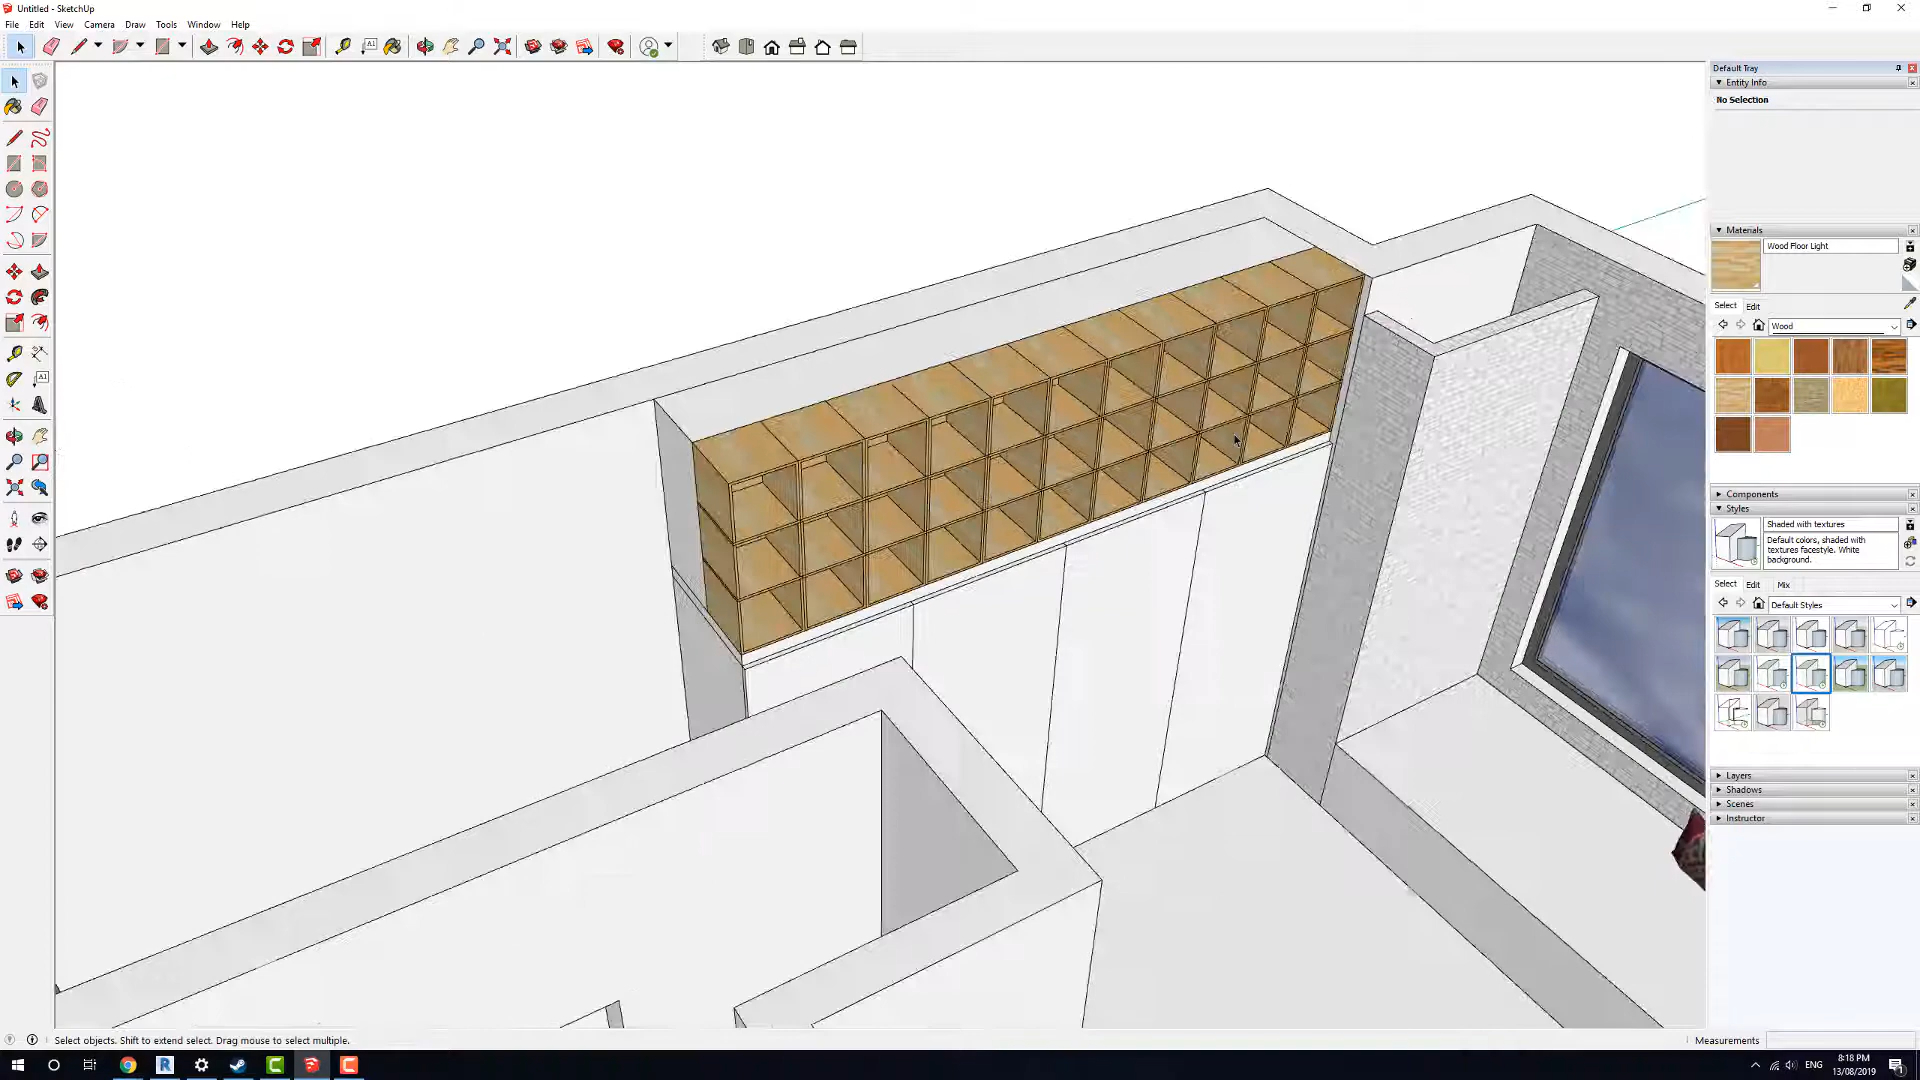 Untitled - SketchUp
File Edit View Camera Draw Tools Window Help
A1
Default Tray
Entity Info
No Selection
Materials
Wood Floor Light
Select Edit
Wood
Components
Styles
Shaded with textures
Default colors, shaded with
textures facestyle. White
background.
Select Edit Mix
Default Styles
Layers
Shadows
Scenes
Instructor
A1
Select objects. Shift to extend select. Drag mouse to select multiple.
Measurements
ENG
8:18 PM
13/08/2019